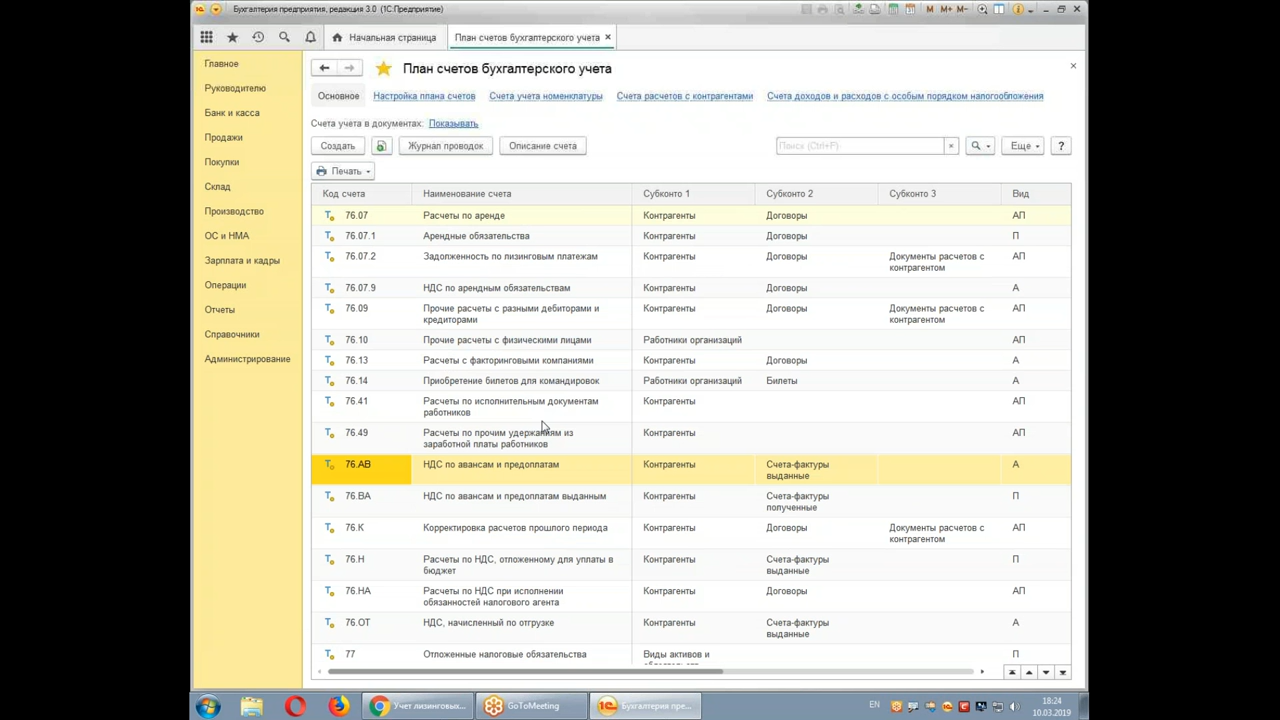 Бухгалтерия предприятия, редакция 3.0 (1С:Предприятие)
M M+ M−
Начальная страница
План счетов бухгалтерского учета
Главное
Руководителю
Банк и касса
Продажи
Покупки
Склад
Производство
ОС и НМА
Зарплата и кадры
Операции
Отчеты
Справочники
Администрирование
План счетов бухгалтерского учета
Основное Настройка плана счетов Счета учета номенклатуры Счета расчетов с контрагентами Счета доходов и расходов с особым порядком налогообложения
Счета учета в документах: Показывать
Создать Журнал проводок Описание счета Поиск (Ctrl+F) Еще ?
Печать
Код счета Наименование счета Субконто 1 Субконто 2 Субконто 3 Вид
76.07 Расчеты по аренде Контрагенты Договоры АП
76.07.1 Арендные обязательства Контрагенты Договоры П
76.07.2 Задолженность по лизинговым платежам Контрагенты Договоры Документы расчетов с АП
контрагентом
76.07.9 НДС по арендным обязательствам Контрагенты Договоры А
76.09 Прочие расчеты с разными дебиторами и Контрагенты Договоры Документы расчетов с АП
кредиторами контрагентом
76.10 Прочие расчеты с физическими лицами Работники организаций АП
76.13 Расчеты с факторинговыми компаниями Контрагенты Договоры А
76.14 Приобретение билетов для командировок Работники организаций Билеты А
76.41 Расчеты по исполнительным документам Контрагенты АП
работников
76.49 Расчеты по прочим удержаниям из Контрагенты АП
заработной платы работников
76.АВ НДС по авансам и предоплатам Контрагенты Счета-фактуры А
выданные
76.ВА НДС по авансам и предоплатам выданным Контрагенты Счета-фактуры П
полученные
76.К Корректировка расчетов прошлого периода Контрагенты Договоры Документы расчетов с АП
контрагентом
76.Н Расчеты по НДС, отложенному для уплаты в Контрагенты Счета-фактуры П
бюджет выданные
76.НА Расчеты по НДС при исполнении Контрагенты Договоры АП
обязанностей налогового агента
76.ОТ НДС, начисленный по отгрузке Контрагенты Счета-фактуры А
выданные
77 Отложенные налоговые обязательства Виды активов и П
Учет лизинговых... GoToMeeting Бухгалтерия пре... EN 18:24
10.03.2019